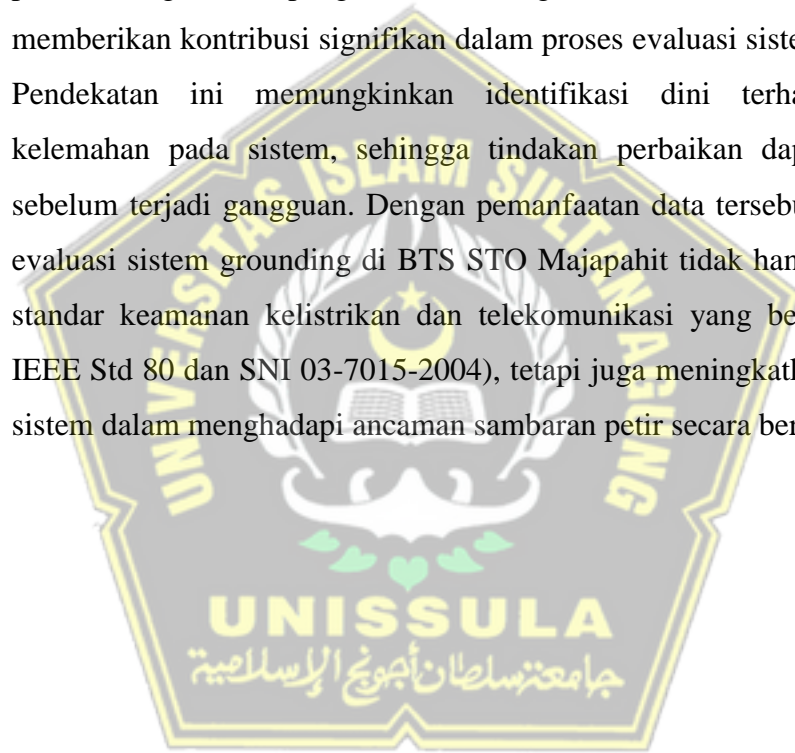 memberikan kontribusi signifikan dalam proses evaluasi siste
Pendekatan ini memungkinkan identifikasi dini terha
kelemahan pada sistem, sehingga tindakan perbaikan dap
sebelum terjadi gangguan. Dengan pemanfaatan data tersebu
evaluasi sistem grounding di BTS STO Majapahit tidak han
standar keamanan kelistrikan dan telekomunikasi yang be
IEEE Std 80 dan SNI 03-7015-2004), tetapi juga meningkatk
sistem dalam menghadapi ancaman sambaran petir secara ber
UNIVERSITAS ISLAM SULTAN AGUNG
UNISSULA
جامعتسلطان أجونج الإسلامية